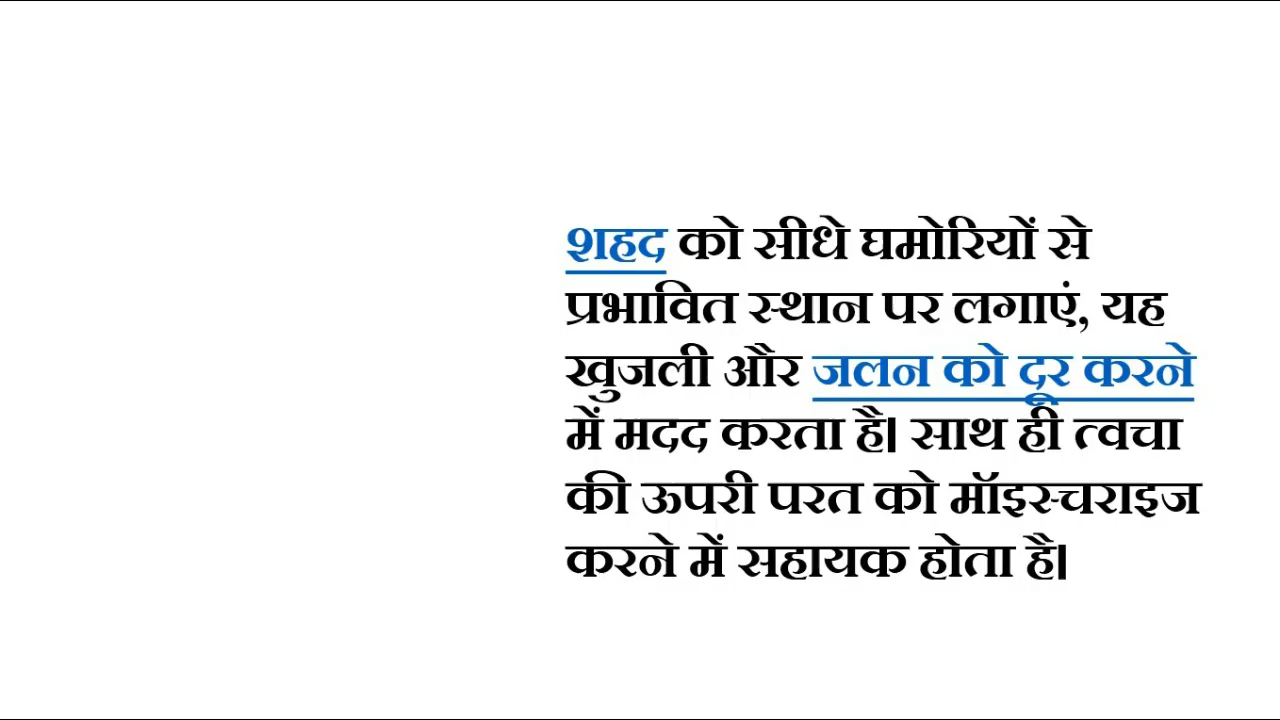 शहद को सीधे घमोरियों से
प्रभावित स्थान पर लगाएं, यह
खुजली और जलन को दूर करने
में मदद करता है। साथ ही त्वचा
की ऊपरी परत को मॉइस्चराइज
करने में सहायक होता है।